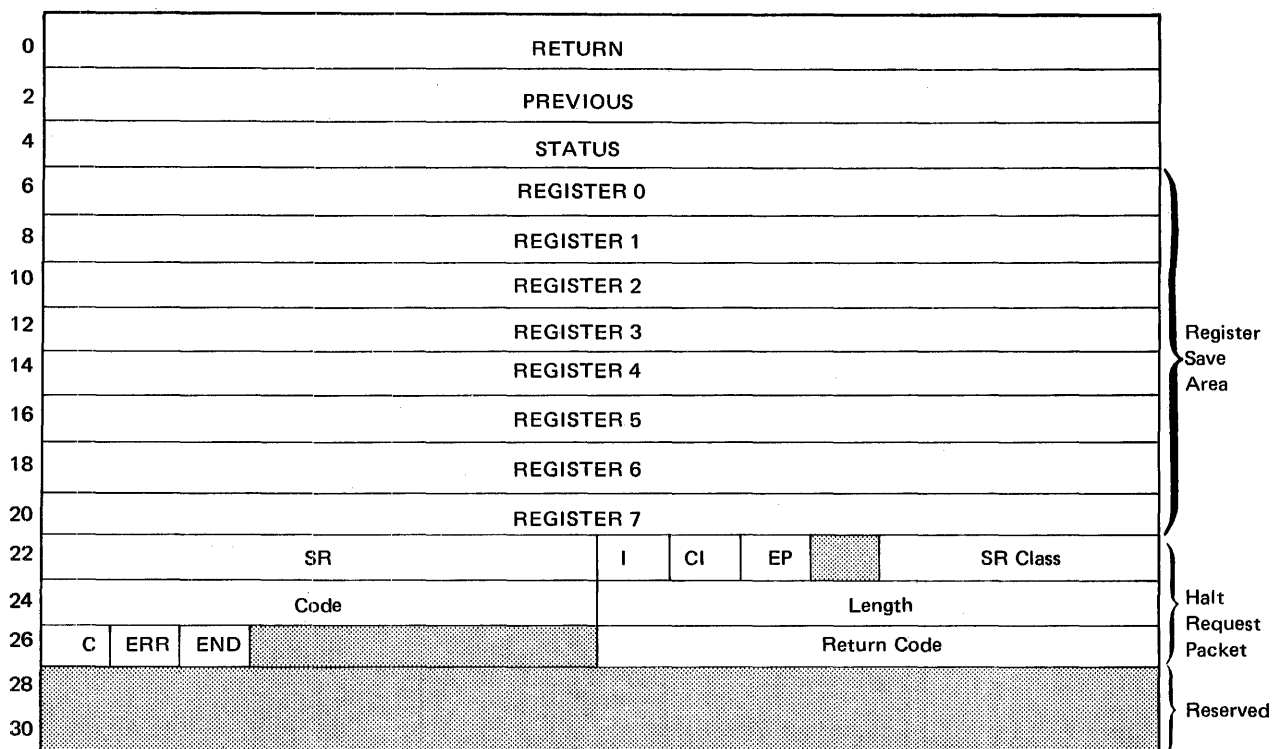 0 RETURN
2 PREVIOUS
4 STATUS
6 REGISTER 0
8 REGISTER 1
10 REGISTER 2
12 REGISTER 3
14 REGISTER 4
16 REGISTER 5
18 REGISTER 6
20 REGISTER 7
Register
Save
Area
22 SR I CI EP SR Class
24 Code Length
26 C ERR END Return Code
Halt
Request
Packet
28
30
Reserved